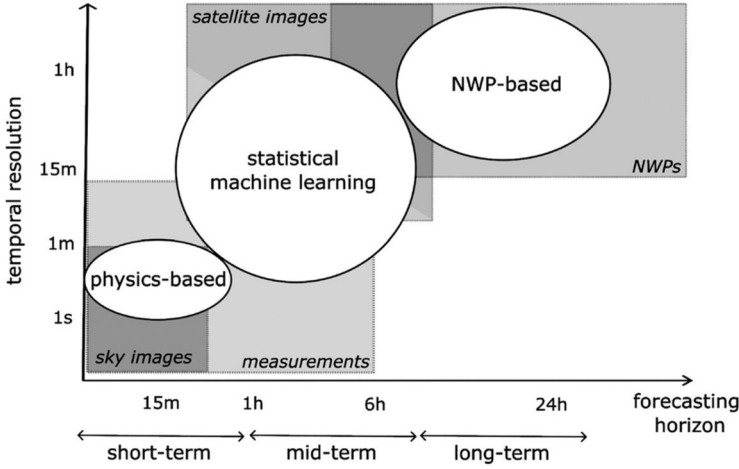 satellite images
1h
NWP-based
temporal resolution
statistical
machine learning
15m
NWPs
1m
physics-based
1s
sky images
measurements
15m
1h
6h
24h
forecasting
horizon
short-term
mid-term
long-term